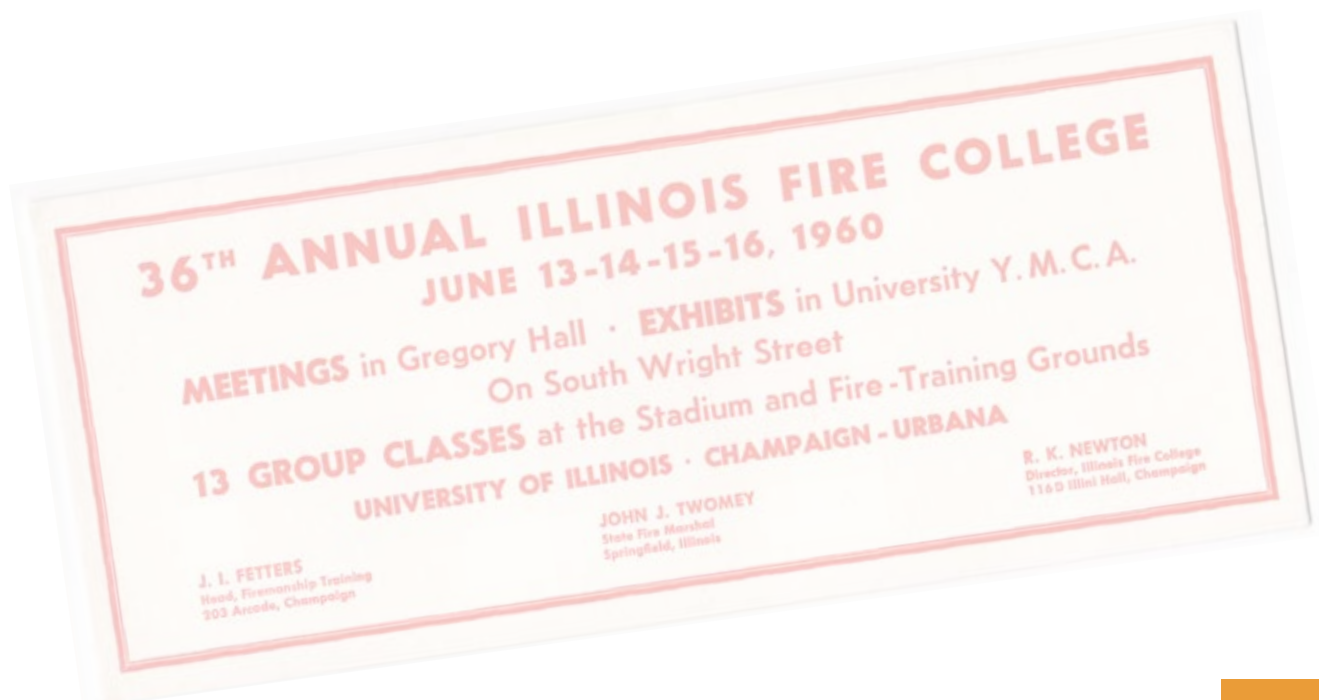 36TH ANNUAL ILLINOIS FIRE COLLEGE
JUNE 13-14-15-16, 1960
MEETINGS in Gregory Hall · EXHIBITS in University Y.M.C.A.
On South Wright Street
13 GROUP CLASSES at the Stadium and Fire-Training Grounds
UNIVERSITY OF ILLINOIS · CHAMPAIGN-URBANA
J. I. FETTERS
Head, Firemanship Training
203 Arcade, Champaign
JOHN J. TWOMEY
State Fire Marshal
Springfield, Illinois
R. K. NEWTON
Director, Illinois Fire College
116D Illini Hall, Champaign